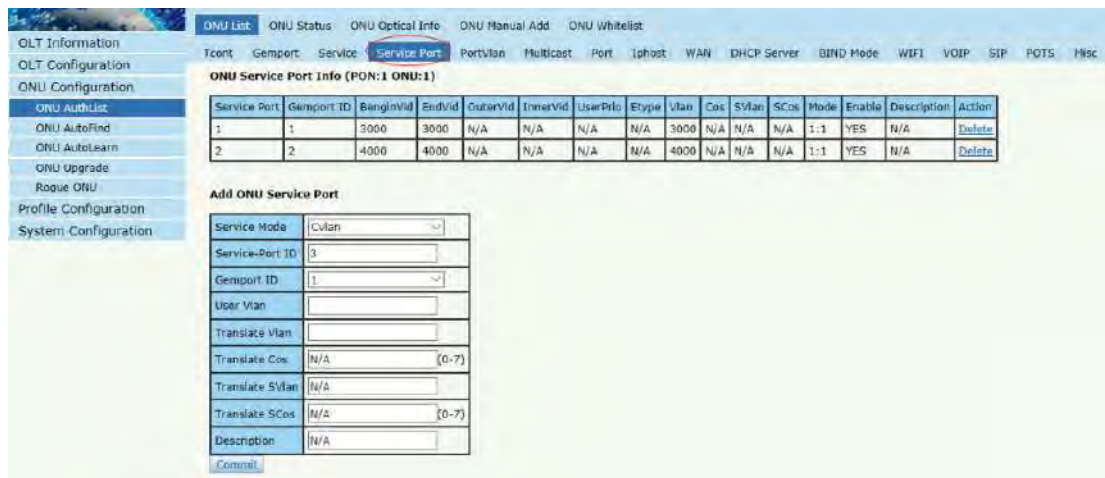 ONU List ONU Status ONU Optical Info ONU Manual Add ONU Whitelist
Tcont Gemport Service Service Port PortVlan Multicast Port Iphost WAN DHCP Server BIND Mode WIFI VOIP SIP POTS Misc
OLT Information
OLT Configuration
ONU Configuration
ONU AuthList
ONU AutoFind
ONU AutoLearn
ONU Upgrade
Rogue ONU
Profile Configuration
System Configuration
ONU Service Port Info (PON:1 ONU:1)
Service Port Gemport ID BenginVid EndVid OuterVid InnerVid UserPrio Etype Vlan Cos SVlan SCos Mode Enable Description Action
1 1 3000 3000 N/A N/A N/A N/A 3000 N/A N/A N/A 1:1 YES N/A Delete
2 2 4000 4000 N/A N/A N/A N/A 4000 N/A N/A N/A 1:1 YES N/A Delete
Add ONU Service Port
Service Mode Cvlan
Service-Port ID 3
Gemport ID 1
User Vlan
Translate Vlan
Translate Cos N/A (0-7)
Translate SVlan N/A
Translate SCos N/A (0-7)
Description N/A
Commit